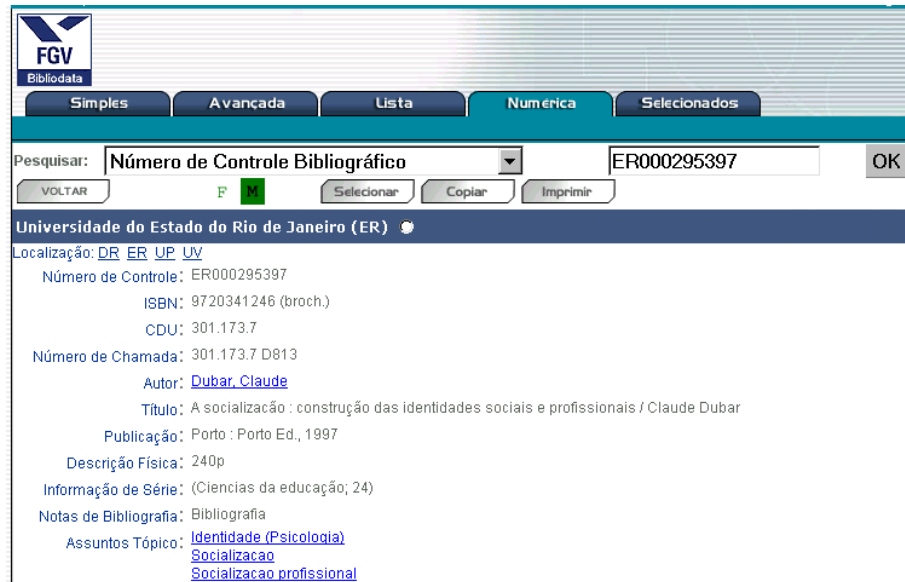 FGV
Bibliodata
Simples Avançada Lista Numérica Selecionados
Pesquisar: Número de Controle Bibliográfico ER000295397 OK
VOLTAR F M Selecionar Copiar Imprimir
Universidade do Estado do Rio de Janeiro (ER)
Localização: DR ER UP UV
Número de Controle: ER000295397
ISBN: 9720341246 (broch.)
CDU: 301.173.7
Número de Chamada: 301.173.7 D813
Autor: Dubar, Claude
Título: A socializacão : construção das identidades sociais e profissionais / Claude Dubar
Publicação: Porto : Porto Ed., 1997
Descrição Física: 240p
Informação de Série: (Ciencias da educação; 24)
Notas de Bibliografia: Bibliografia
Assuntos Tópico: Identidade (Psicologia)
Socializacao
Socializacao profissional